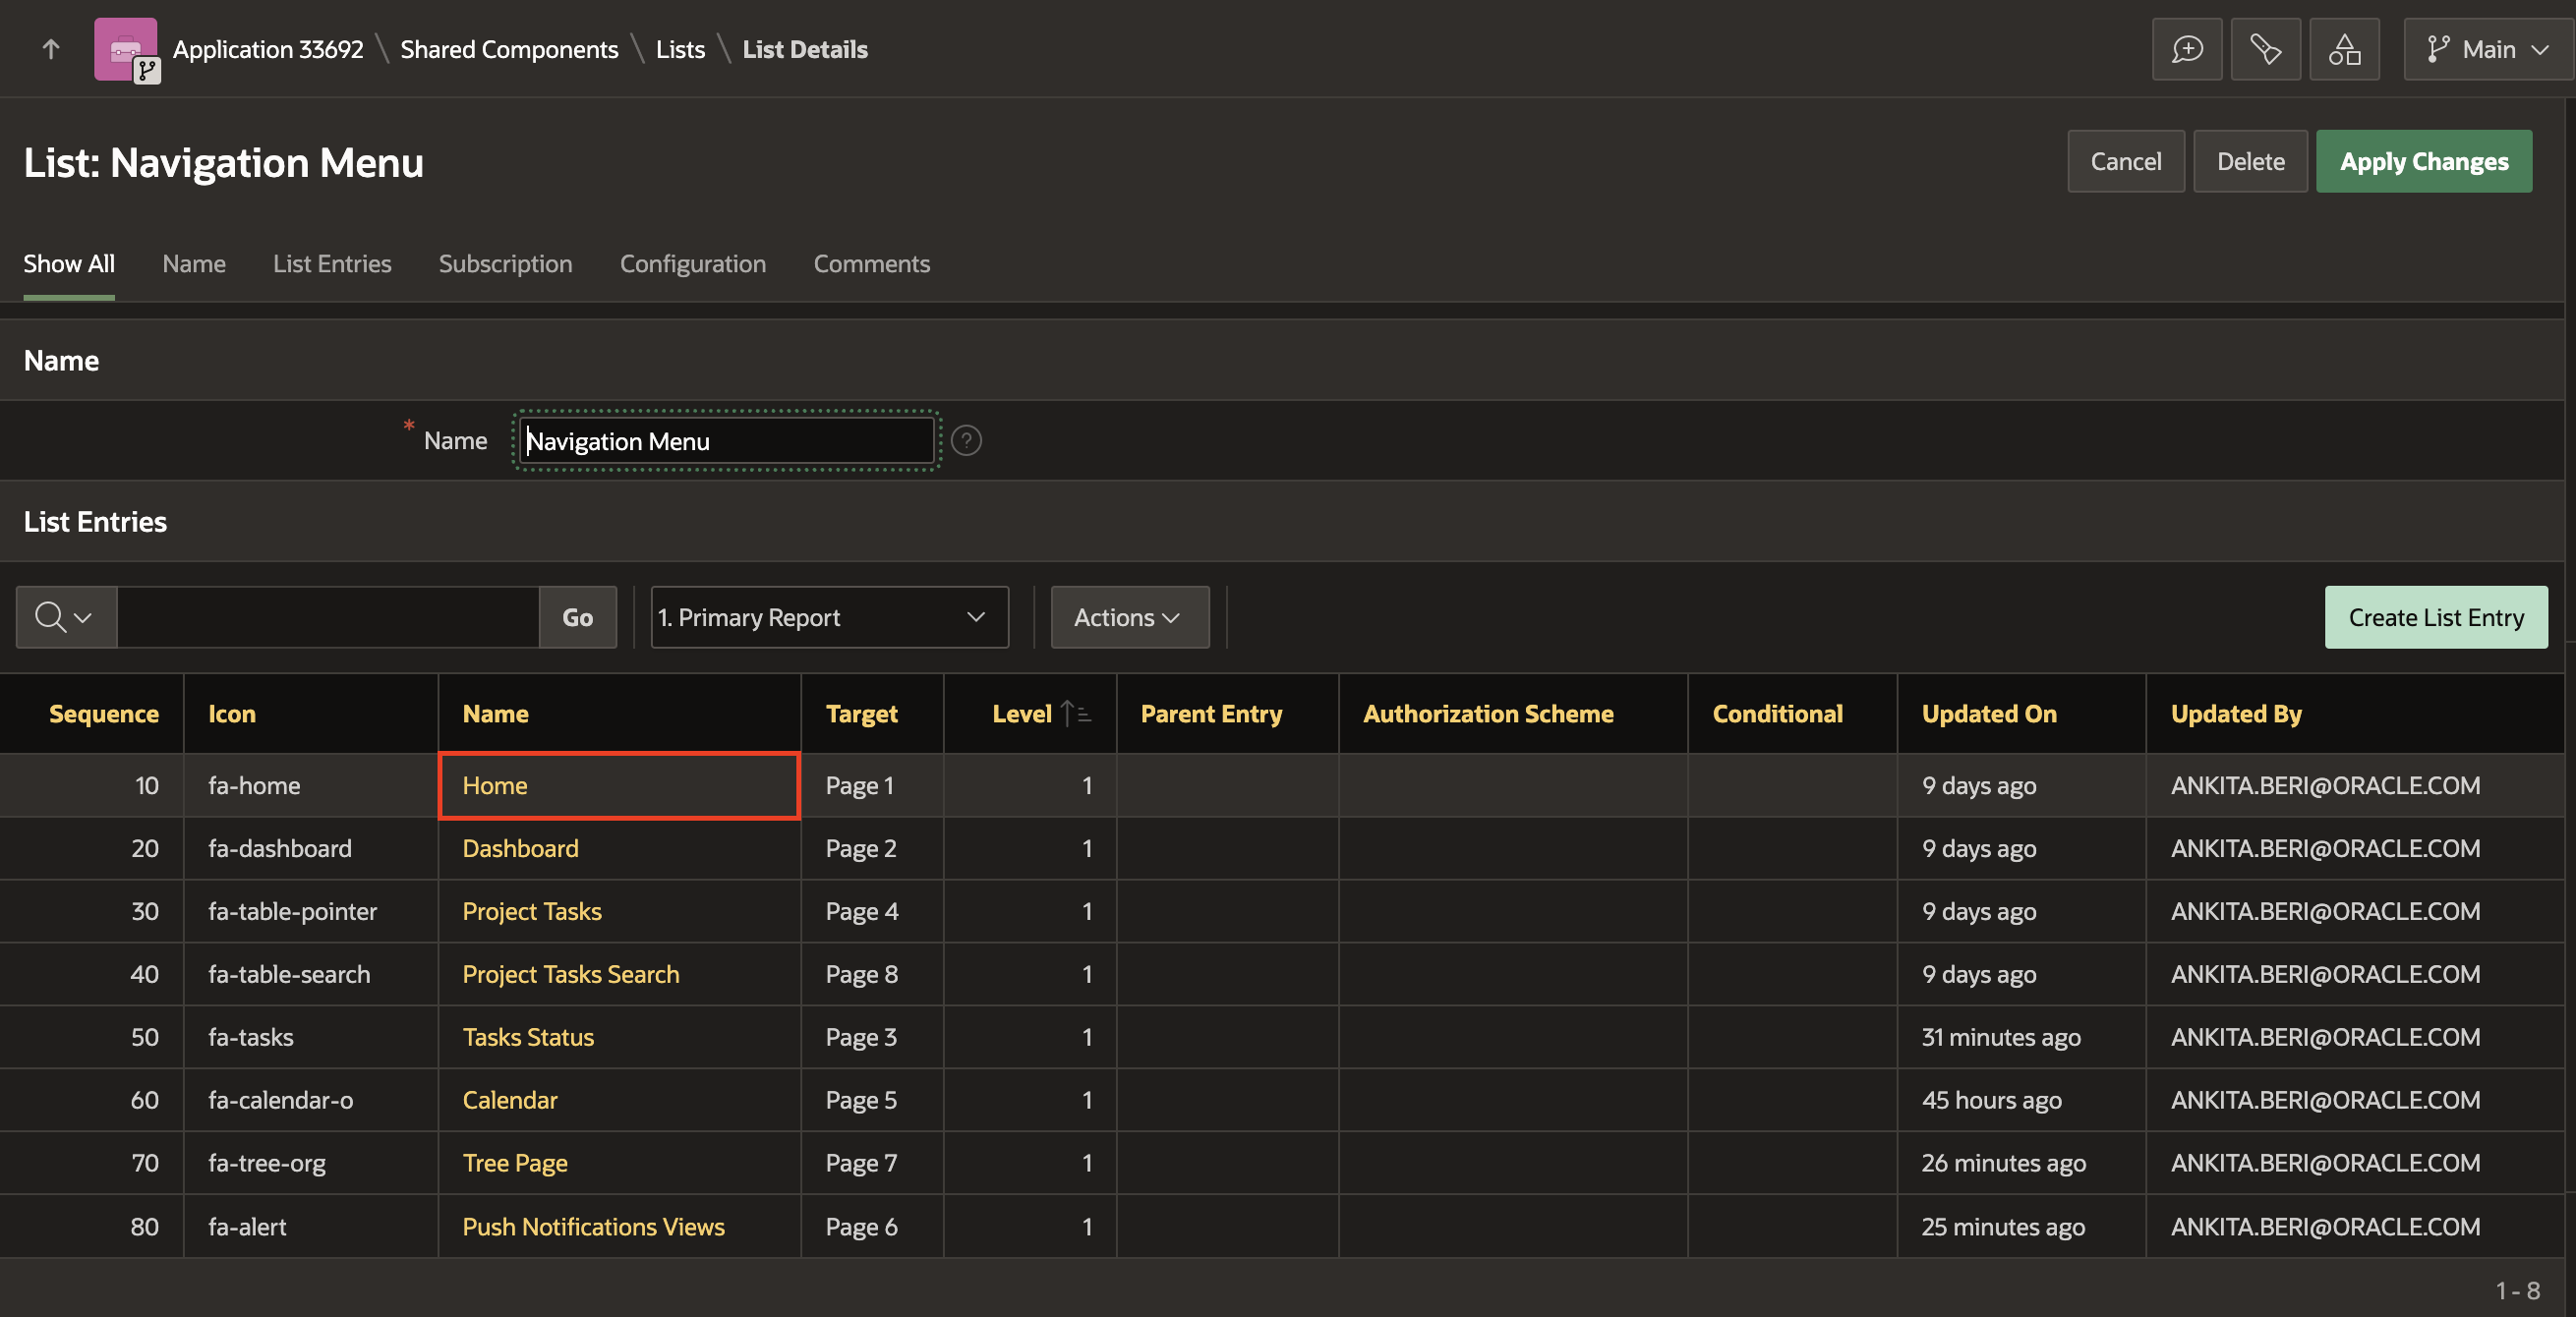 Application 33692 \ Shared Components \ Lists \ List Details
Main
List: Navigation Menu
Cancel Delete Apply Changes
Show All Name List Entries Subscription Configuration Comments
Name
* Name Navigation Menu ?
List Entries
Go 1. Primary Report Actions Create List Entry
Sequence Icon Name Target Level Parent Entry Authorization Scheme Conditional Updated On Updated By
10 fa-home Home Page 1 1 9 days ago ANKITA.BERI@ORACLE.COM
20 fa-dashboard Dashboard Page 2 1 9 days ago ANKITA.BERI@ORACLE.COM
30 fa-table-pointer Project Tasks Page 4 1 9 days ago ANKITA.BERI@ORACLE.COM
40 fa-table-search Project Tasks Search Page 8 1 9 days ago ANKITA.BERI@ORACLE.COM
50 fa-tasks Tasks Status Page 3 1 31 minutes ago ANKITA.BERI@ORACLE.COM
60 fa-calendar-o Calendar Page 5 1 45 hours ago ANKITA.BERI@ORACLE.COM
70 fa-tree-org Tree Page Page 7 1 26 minutes ago ANKITA.BERI@ORACLE.COM
80 fa-alert Push Notifications Views Page 6 1 25 minutes ago ANKITA.BERI@ORACLE.COM
1 - 8